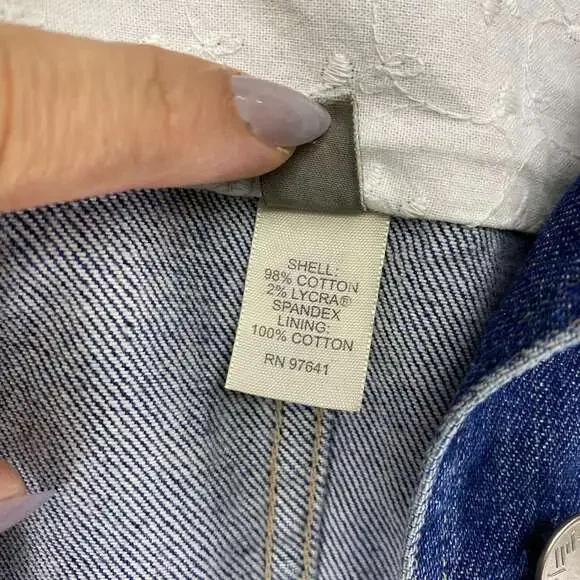 SHELL:
98% COTTON
2% LYCRA®
SPANDEX
LINING:
100% COTTON
RN 97641